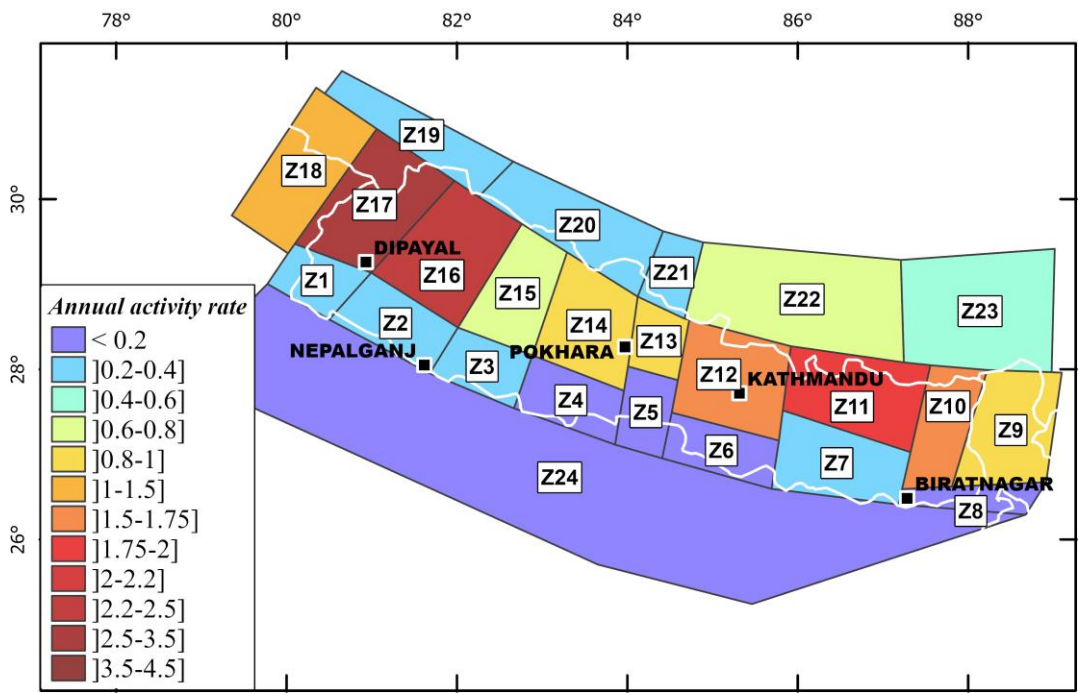 78° 80° 82° 84° 86° 88°
30°
28°
26°
Z19
Z18
Z17
Z20
DIPAYAL
Z21
Z16
Z1
Z15
Z22
Z23
Z2
Z14
Z13
NEPALGANJ
POKHARA
Z3
Z12
KATHMANDU
Z4
Z5
Z11
Z10
Z6
Z9
Z7
Z24
BIRATNAGAR
Z8
Annual activity rate
< 0.2
]0.2-0.4]
]0.4-0.6]
]0.6-0.8]
]0.8-1]
]1-1.5]
]1.5-1.75]
]1.75-2]
]2-2.2]
]2.2-2.5]
]2.5-3.5]
]3.5-4.5]